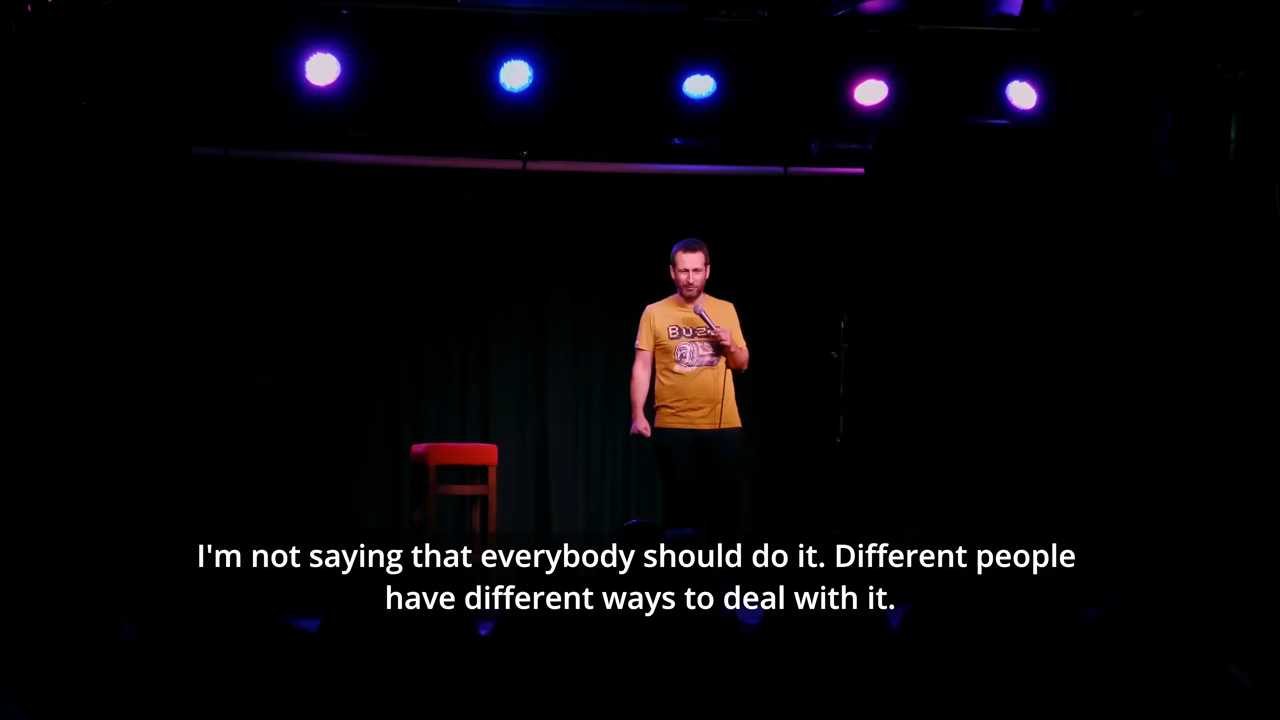 I'm not saying that everybody should do it. Different people
have different ways to deal with it.